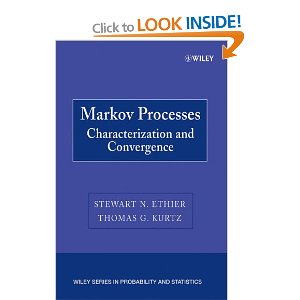 Click to LOOK INSIDE!
WILEY
Markov Processes
Characterization and
Convergence
STEWART N. ETHIER
THOMAS G. KURTZ
WILEY SERIES IN PROBABILITY AND STATISTICS